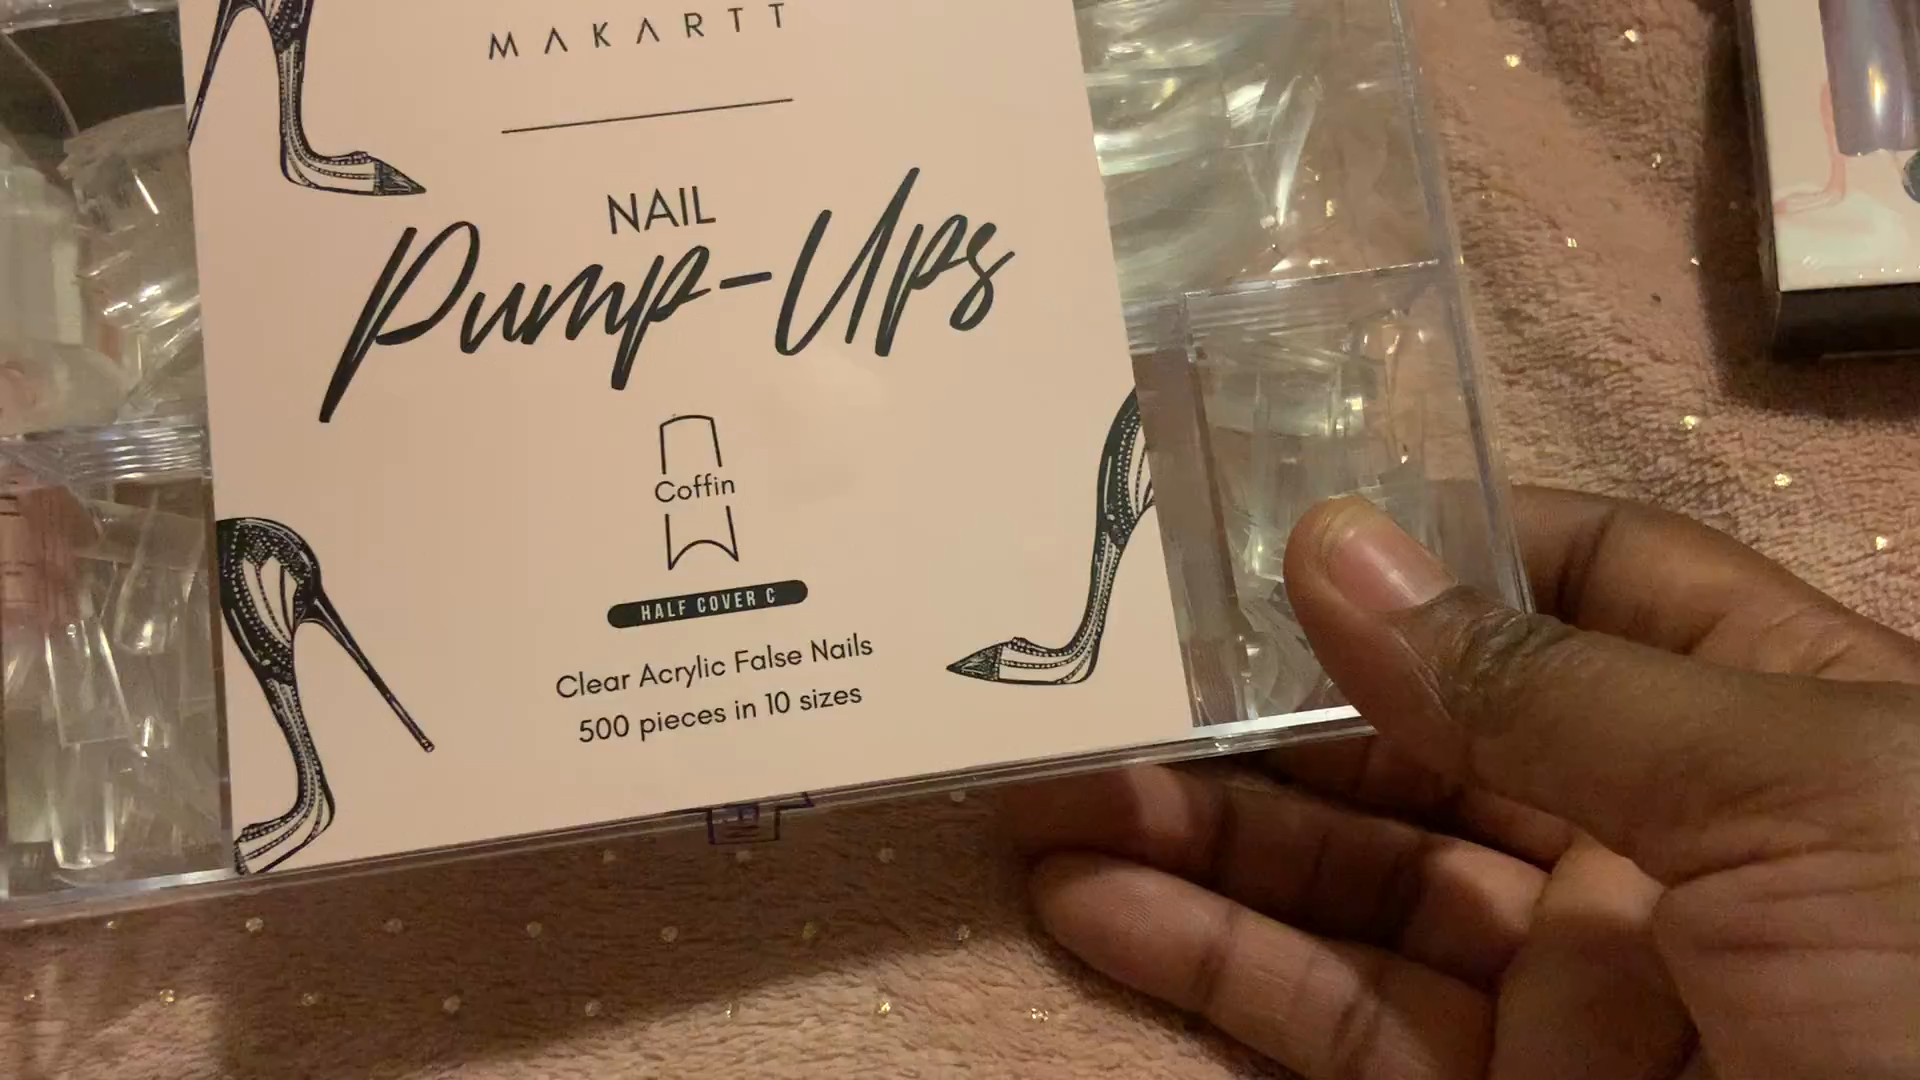 MAKARTT
NAIL
Pump-Ups
Coffin
HALF COVER C
Clear Acrylic False Nails
500 pieces in 10 sizes